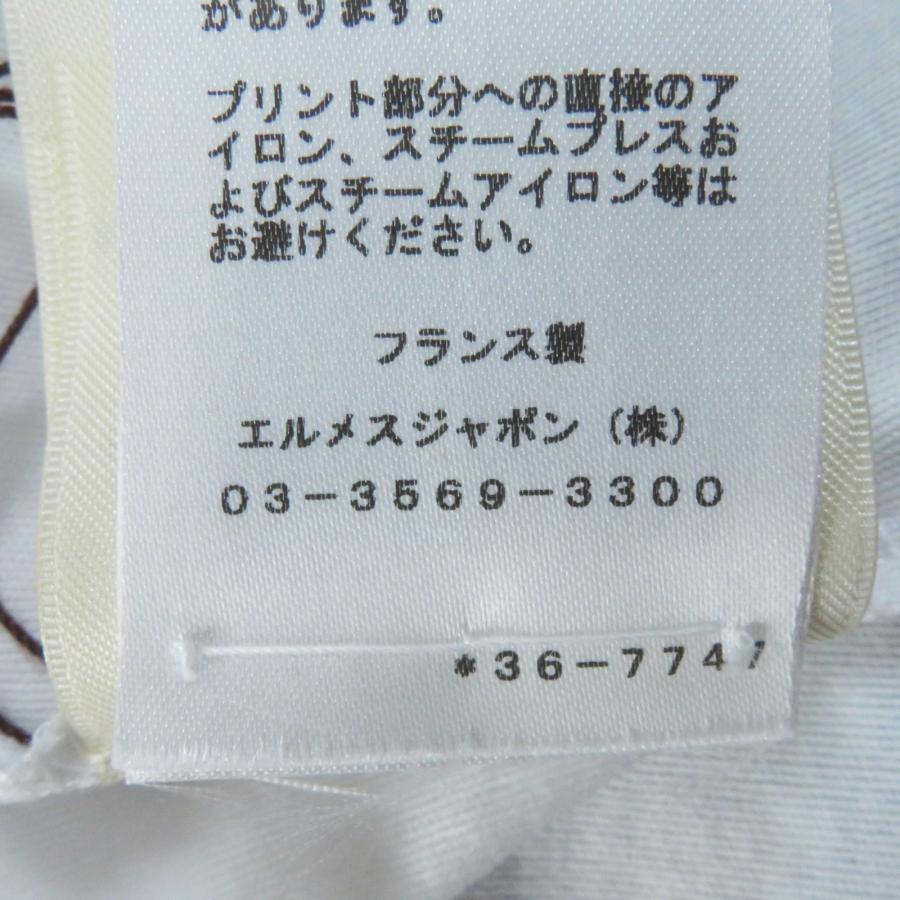 があります。
プリント部分への直接のア
イロン、スチームプレスお
よびスチームアイロン等は
お避けください。
フランス製
エルメスジャポン（株）
03-3569-3300
*36-7747